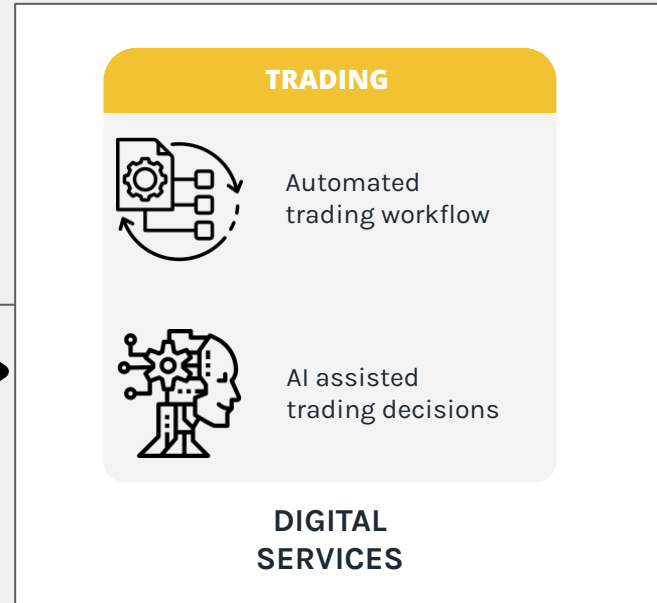 TRADING
Automated
trading workflow
AI assisted
trading decisions
DIGITAL
SERVICES